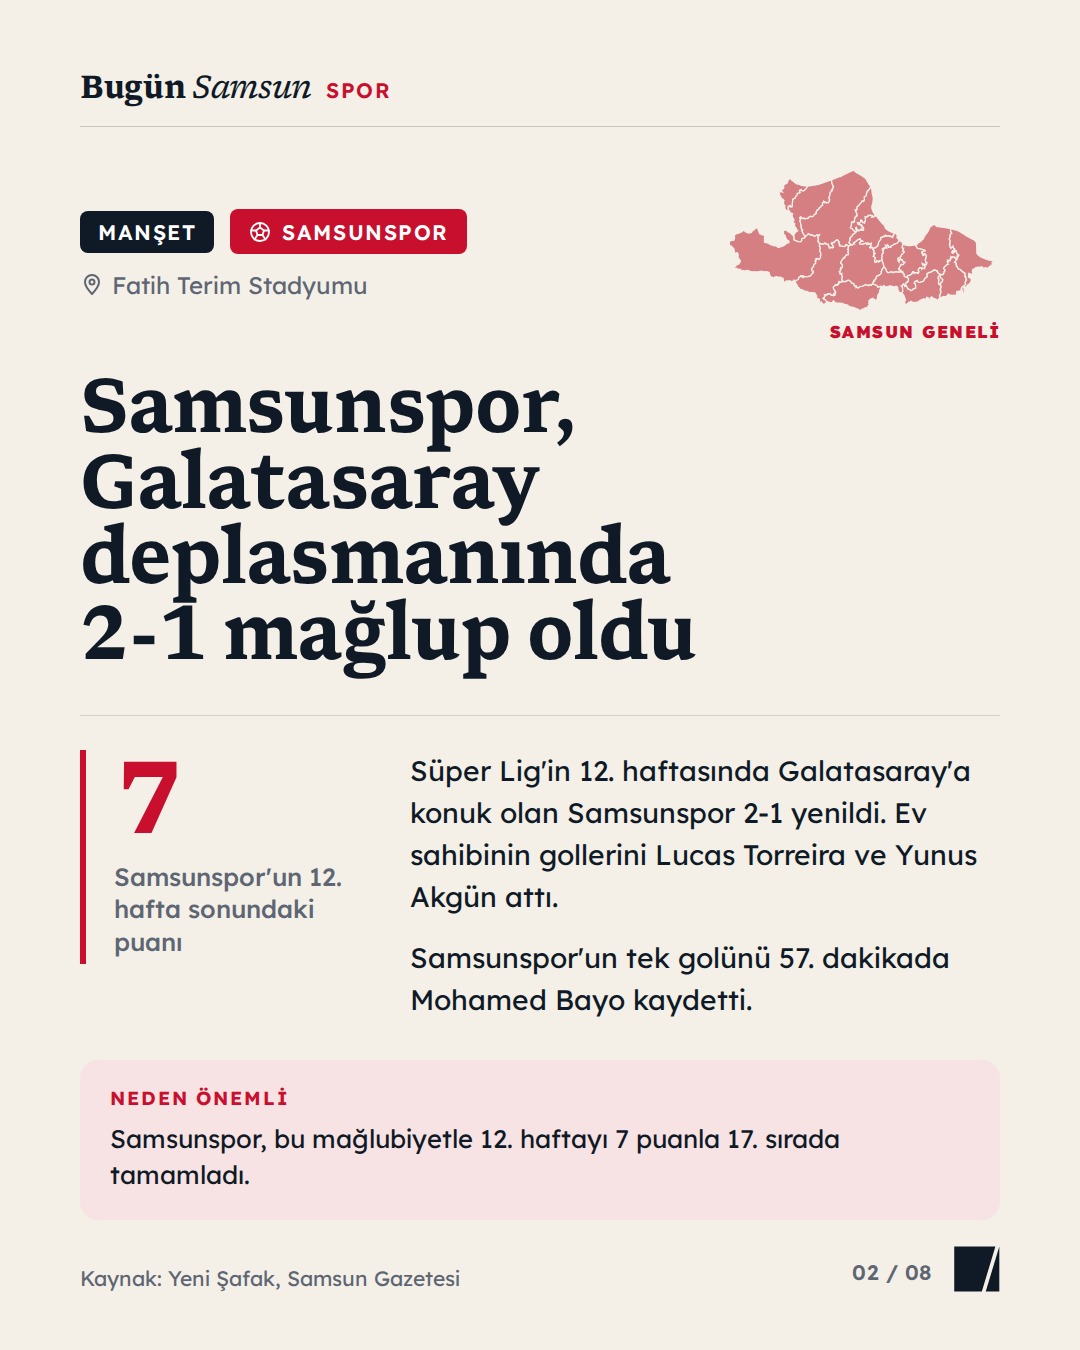 Bugün Samsun SPOR
MANŞET
SAMSUNSPOR
Fatih Terim Stadyumu
SAMSUN GENELİ
Samsunspor,
Galatasaray
deplasmanında
2-1 mağlup oldu
7
Samsunspor'un 12.
hafta sonundaki
puanı
Süper Lig'in 12. haftasında Galatasaray'a
konuk olan Samsunspor 2-1 yenildi. Ev
sahibinin gollerini Lucas Torreira ve Yunus
Akgün attı.
Samsunspor'un tek golünü 57. dakikada
Mohamed Bayo kaydetti.
NEDEN ÖNEMLİ
Samsunspor, bu mağlubiyetle 12. haftayı 7 puanla 17. sırada
tamamladı.
Kaynak: Yeni Şafak, Samsun Gazetesi
02 / 08